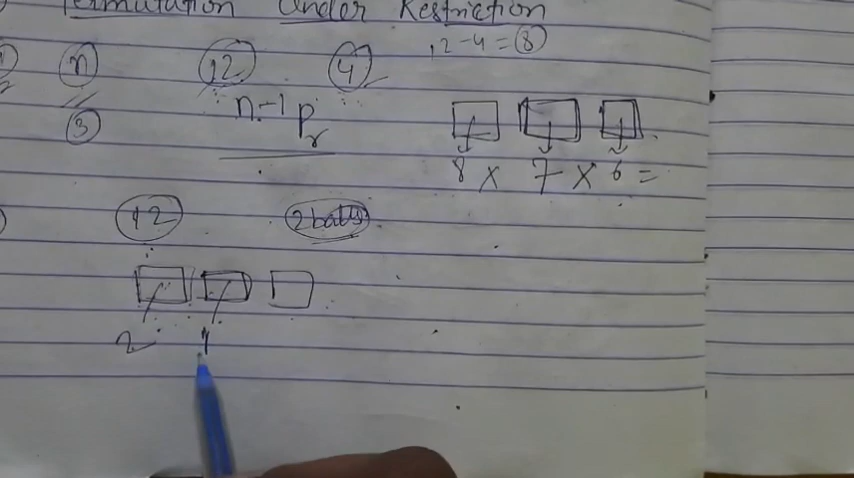 Permutation Under Restriction
12-4 = 8
n 12 4
3 n-1 P r
8 x 7 x 6 =
12 2 balls
2 1